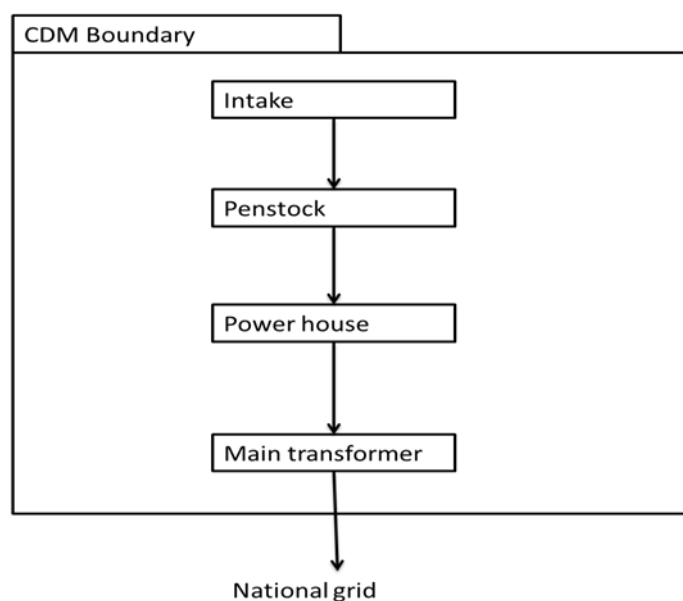 CDM Boundary
Intake
Penstock
Power house
Main transformer
National grid